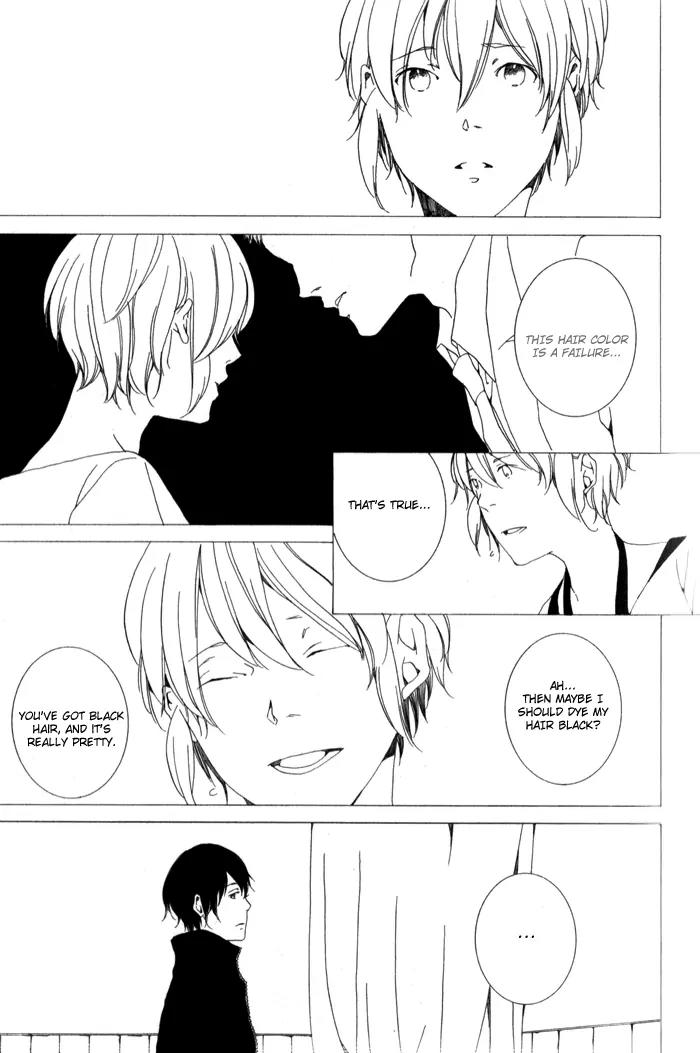 THIS HAIR COLOR
IS A FAILURE...
THAT'S TRUE...
AH...
THEN MAYBE I
SHOULD DYE MY
HAIR BLACK?
YOU'VE GOT BLACK
HAIR, AND IT'S
REALLY PRETTY.
...